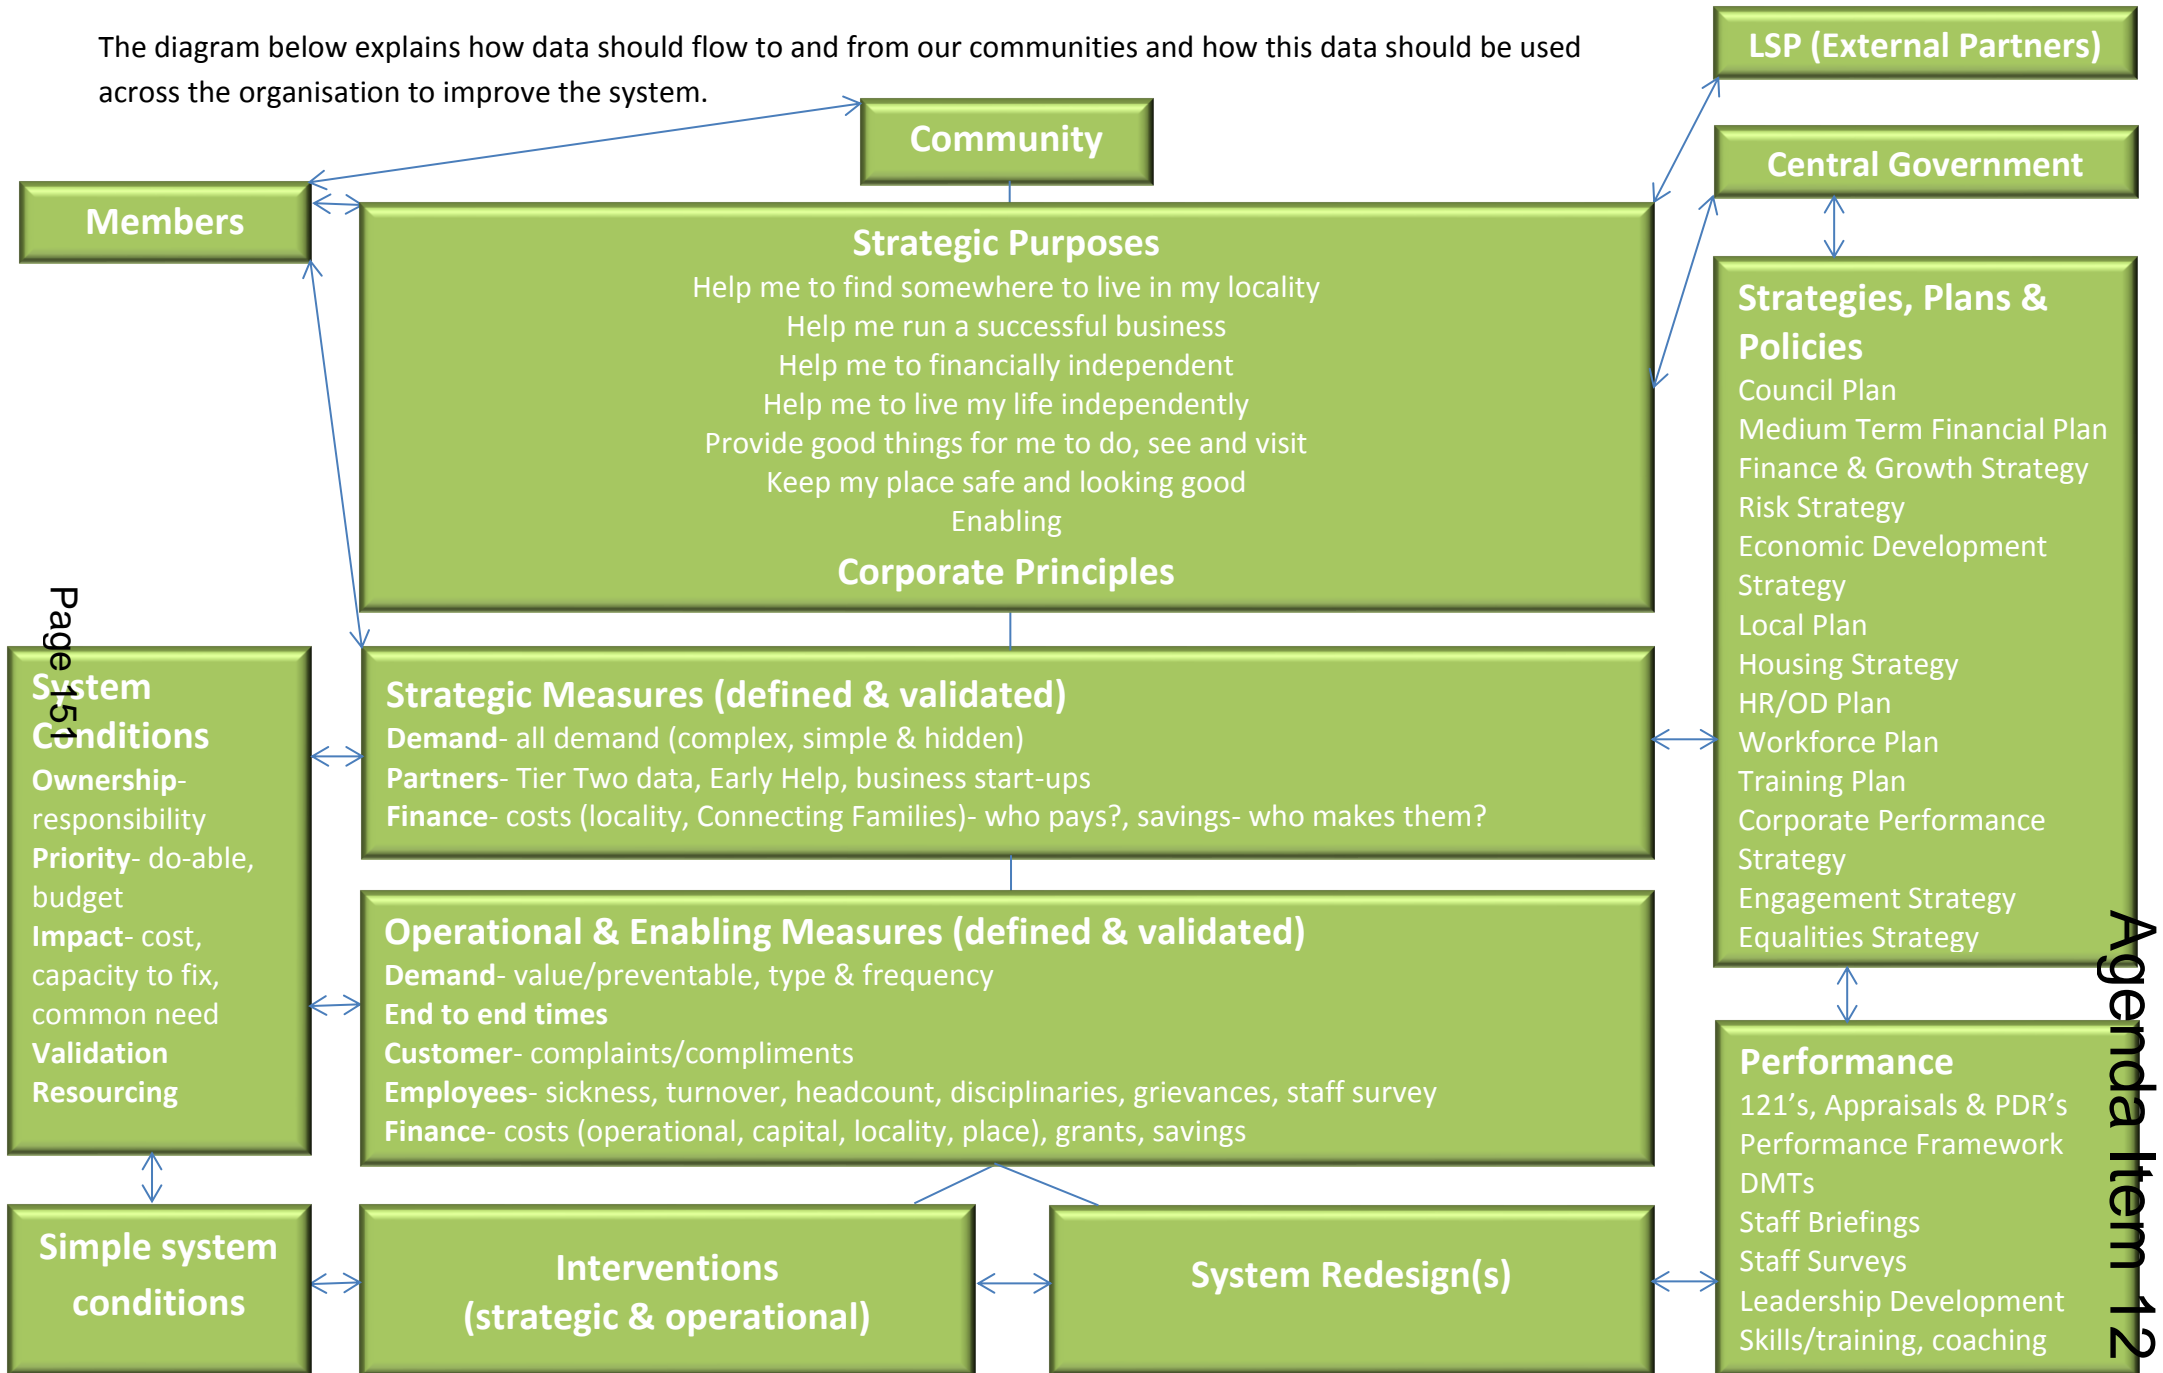 The diagram below explains how data should flow to and from our communities and how this data should be used
across the organisation to improve the system.
LSP (External Partners)
Community
Central Government
Members
Strategic Purposes
Help me to find somewhere to live in my locality
Help me run a successful business
Help me to financially independent
Help me to live my life independently
Provide good things for me to do, see and visit
Keep my place safe and looking good
Enabling
Corporate Principles
Strategies, Plans &
Policies
Council Plan
Medium Term Financial Plan
Finance & Growth Strategy
Risk Strategy
Economic Development
Strategy
Local Plan
Housing Strategy
HR/OD Plan
Workforce Plan
Training Plan
Corporate Performance
Strategy
Engagement Strategy
Equalities Strategy
Page 151
System
Conditions
Ownership-
responsibility
Priority- do-able,
budget
Impact- cost,
capacity to fix,
common need
Validation
Resourcing
Strategic Measures (defined & validated)
Demand- all demand (complex, simple & hidden)
Partners- Tier Two data, Early Help, business start-ups
Finance- costs (locality, Connecting Families)- who pays?, savings- who makes them?
Operational & Enabling Measures (defined & validated)
Demand- value/preventable, type & frequency
End to end times
Customer- complaints/compliments
Employees- sickness, turnover, headcount, disciplinaries, grievances, staff survey
Finance- costs (operational, capital, locality, place), grants, savings
Performance
121's, Appraisals & PDR's
Performance Framework
DMTs
Staff Briefings
Staff Surveys
Leadership Development
Skills/training, coaching
Agenda Item 12
Simple system
conditions
Interventions
(strategic & operational)
System Redesign(s)